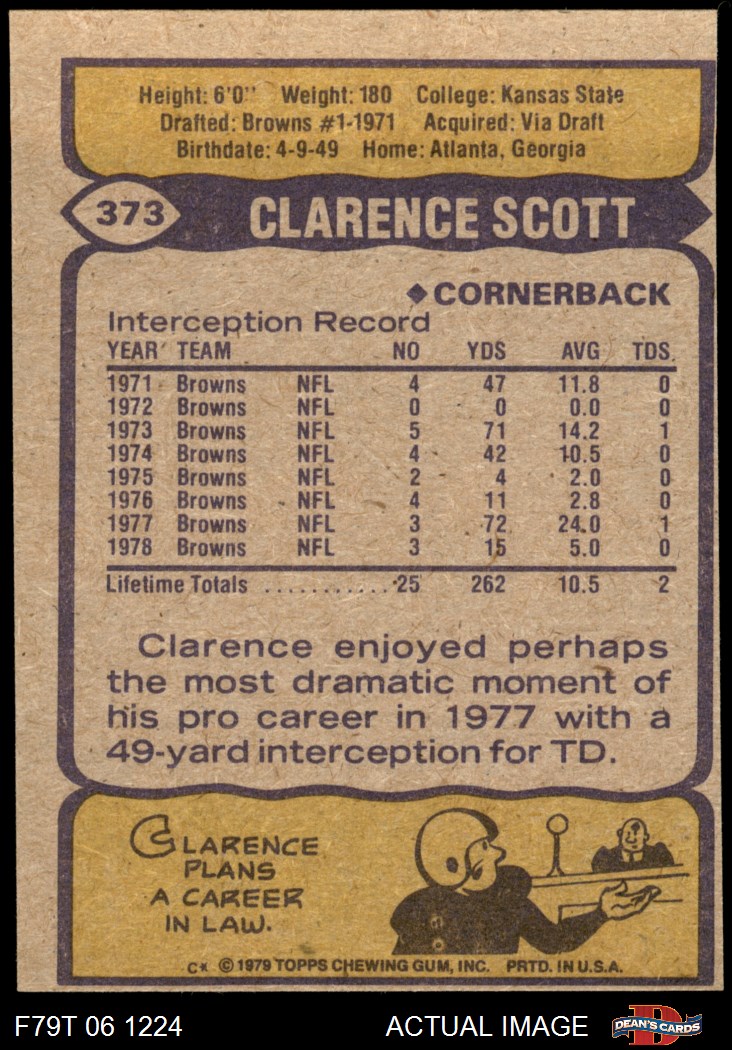 Height: 6'0" Weight: 180 College: Kansas State
Drafted: Browns #1-1971 Acquired: Via Draft
Birthdate: 4-9-49 Home: Atlanta, Georgia
373 CLARENCE SCOTT
◆ CORNERBACK
Interception Record
YEAR TEAM NO YDS AVG TDS.
1971 Browns NFL 4 47 11.8 0
1972 Browns NFL 0 0 0.0 0
1973 Browns NFL 5 71 14.2 1
1974 Browns NFL 4 42 10.5 0
1975 Browns NFL 2 4 2.0 0
1976 Browns NFL 4 11 2.8 0
1977 Browns NFL 3 72 24.0 1
1978 Browns NFL 3 15 5.0 0
Lifetime Totals ........... 25 262 10.5 2
Clarence enjoyed perhaps
the most dramatic moment of
his pro career in 1977 with a
49-yard interception for TD.
CLARENCE
PLANS
A CAREER
IN LAW.
C* © 1979 TOPPS CHEWING GUM, INC. PRTD. IN U.S.A.
F79T 06 1224 ACTUAL IMAGE D DEAN'S CARDS